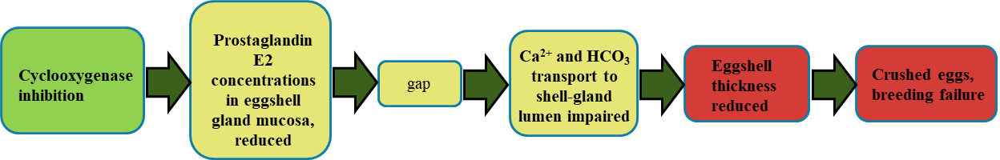 Cyclooxygenase
inhibition
Prostaglandin
E2
concentrations
in eggshell
gland mucosa,
reduced
gap
Ca²⁺ and HCO₃
transport to
shell-gland
lumen impaired
Eggshell
thickness
reduced
Crushed eggs,
breeding failure